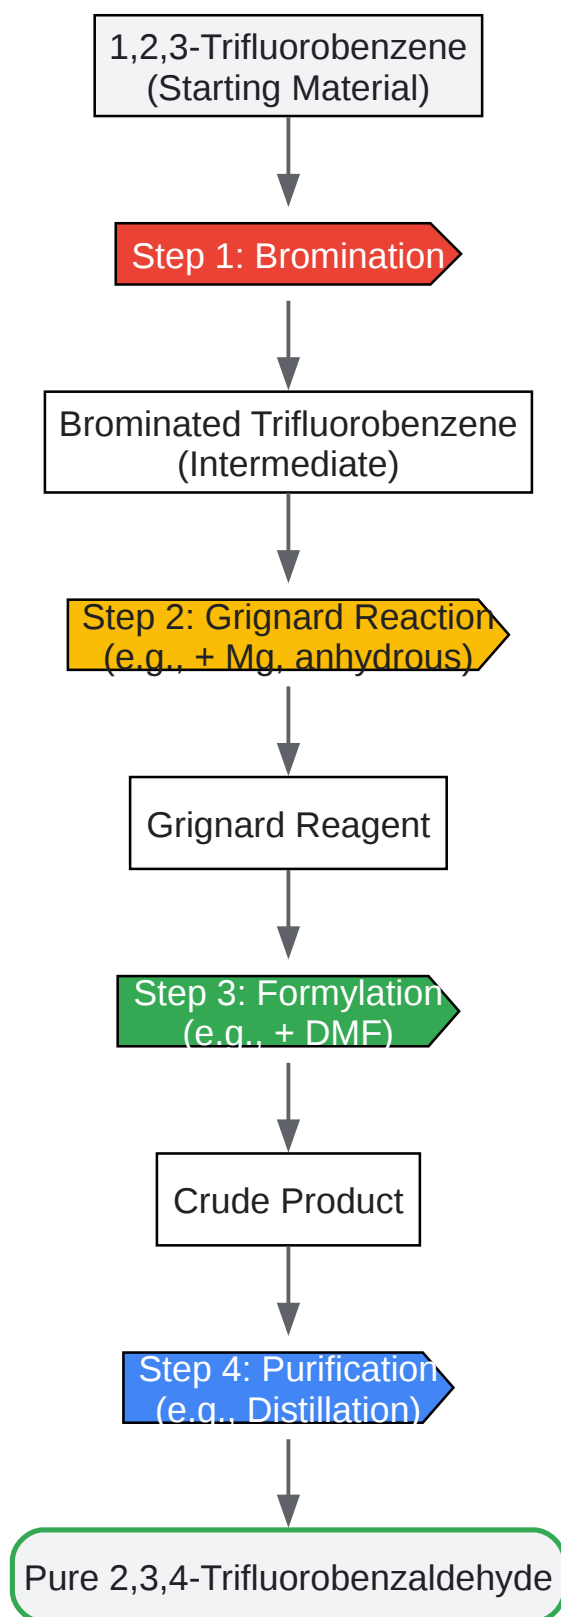 1,2,3-Trifluorobenzene
(Starting Material)
Step 1: Bromination
Brominated Trifluorobenzene
(Intermediate)
Step 2: Grignard Reaction
(e.g., + Mg, anhydrous)
Grignard Reagent
Step 3: Formylation
(e.g., + DMF)
Crude Product
Step 4: Purification
(e.g., Distillation)
Pure 2,3,4-Trifluorobenzaldehyde